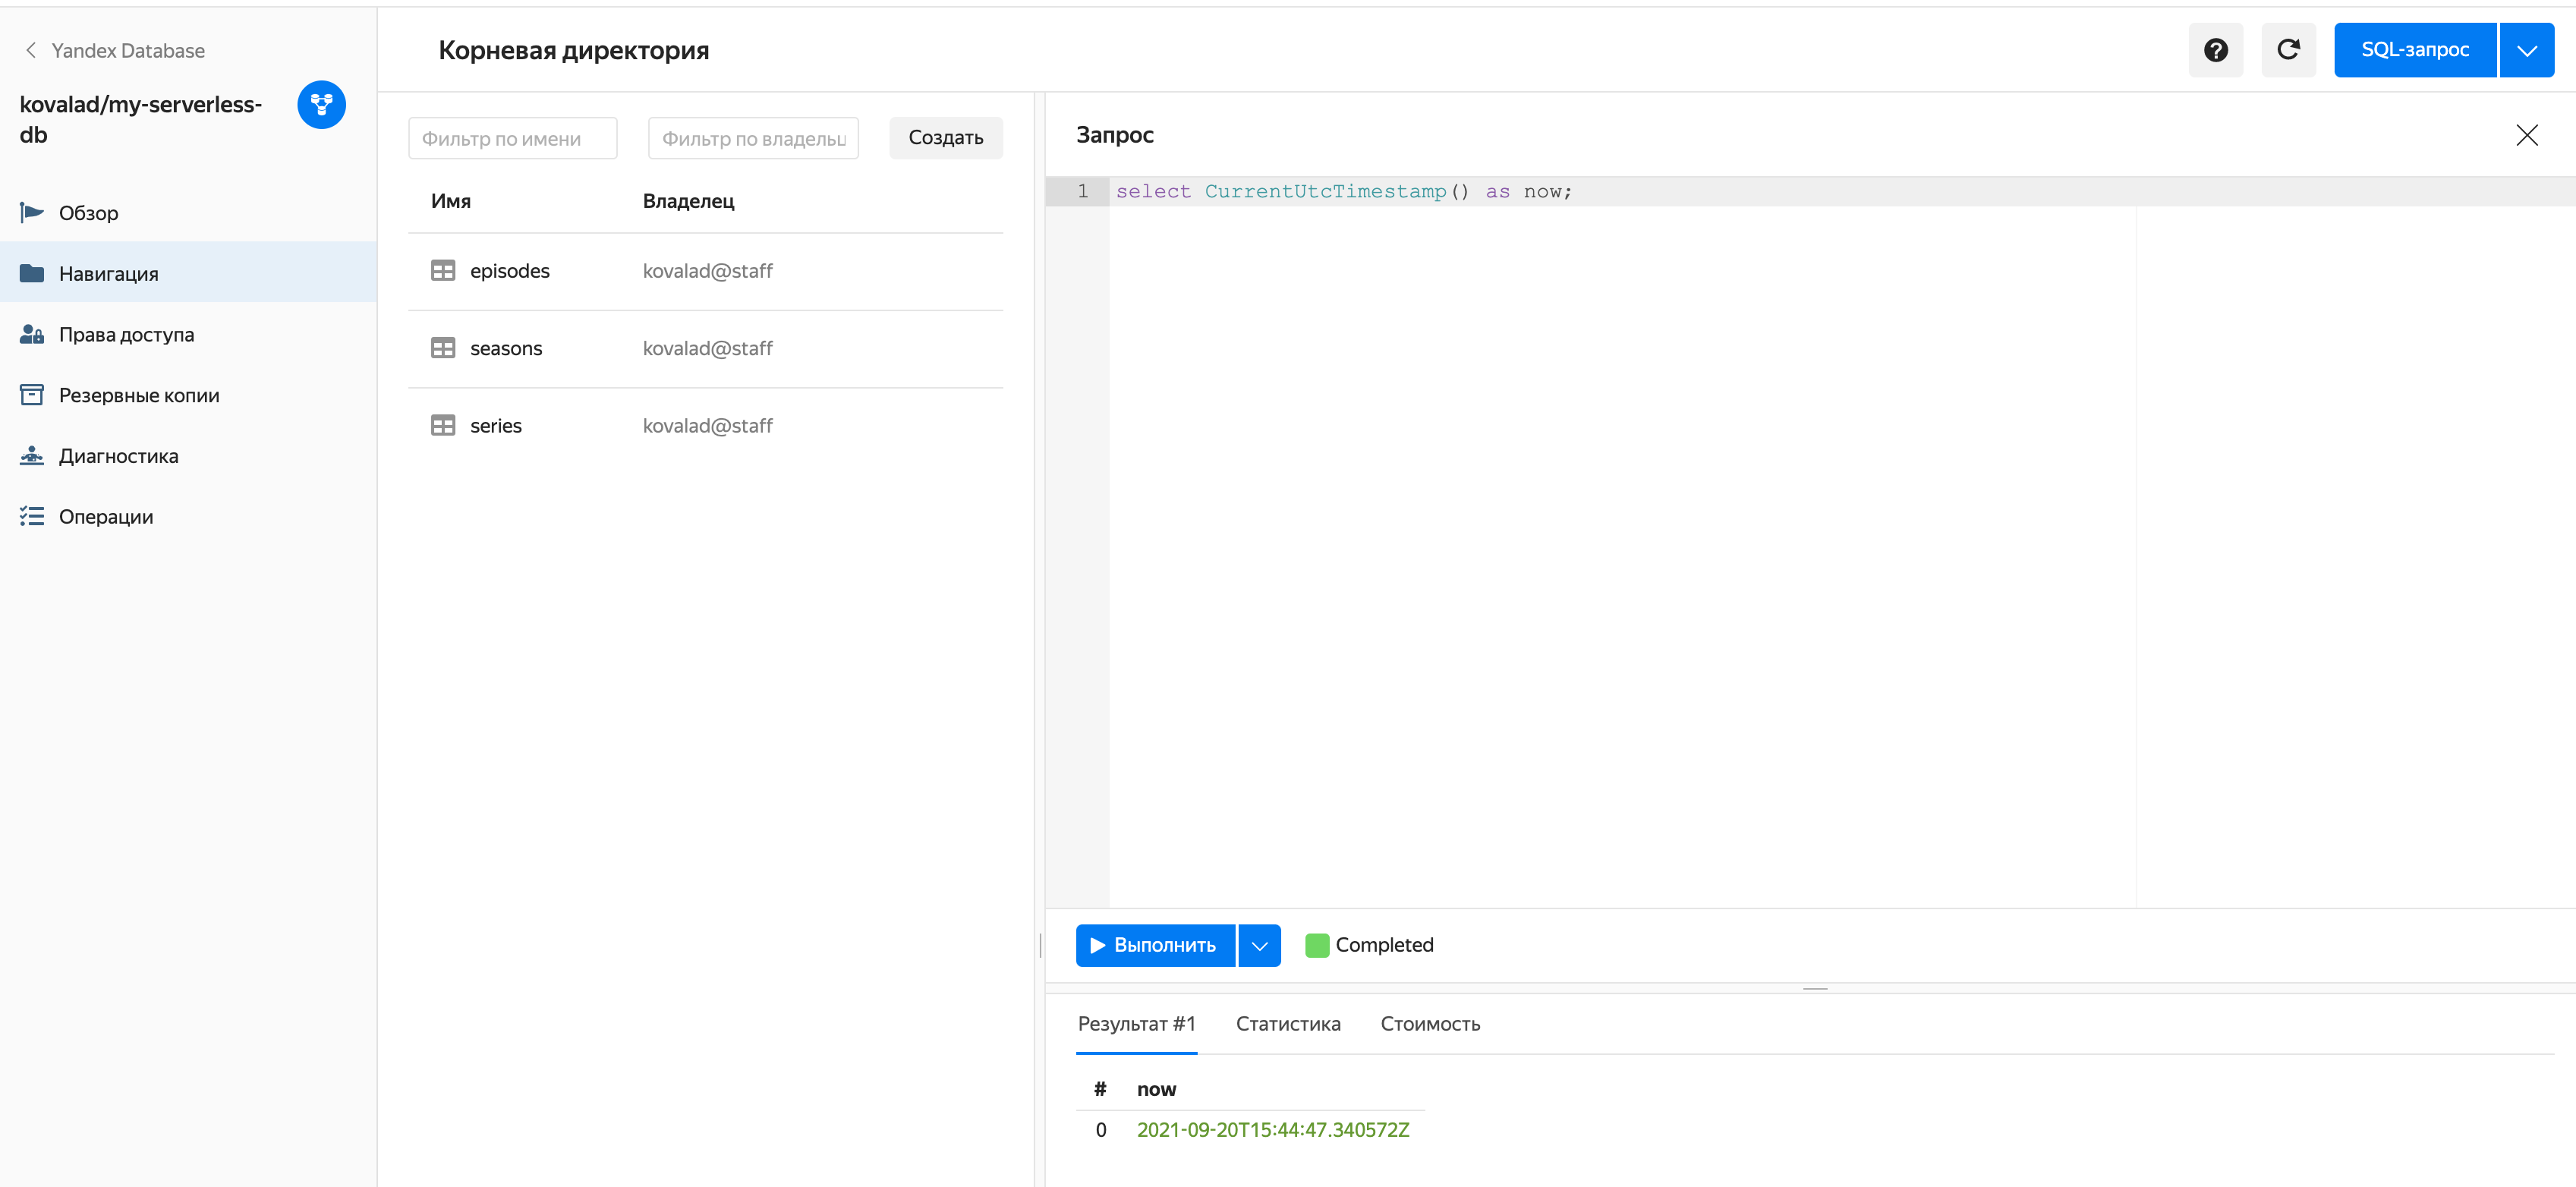 Yandex Database
kovalad/my-serverless-
db
Обзор
Навигация
Права доступа
Резервные копии
Диагностика
Операции
Корневая директория
SQL-запрос
Фильтр по имени
Фильтр по владельц
Создать
Имя Владелец
episodes kovalad@staff
seasons kovalad@staff
series kovalad@staff
Запрос
1 select CurrentUtcTimestamp() as now;
Выполнить
Completed
Результат #1 Статистика Стоимость
# now
0 2021-09-20T15:44:47.340572Z